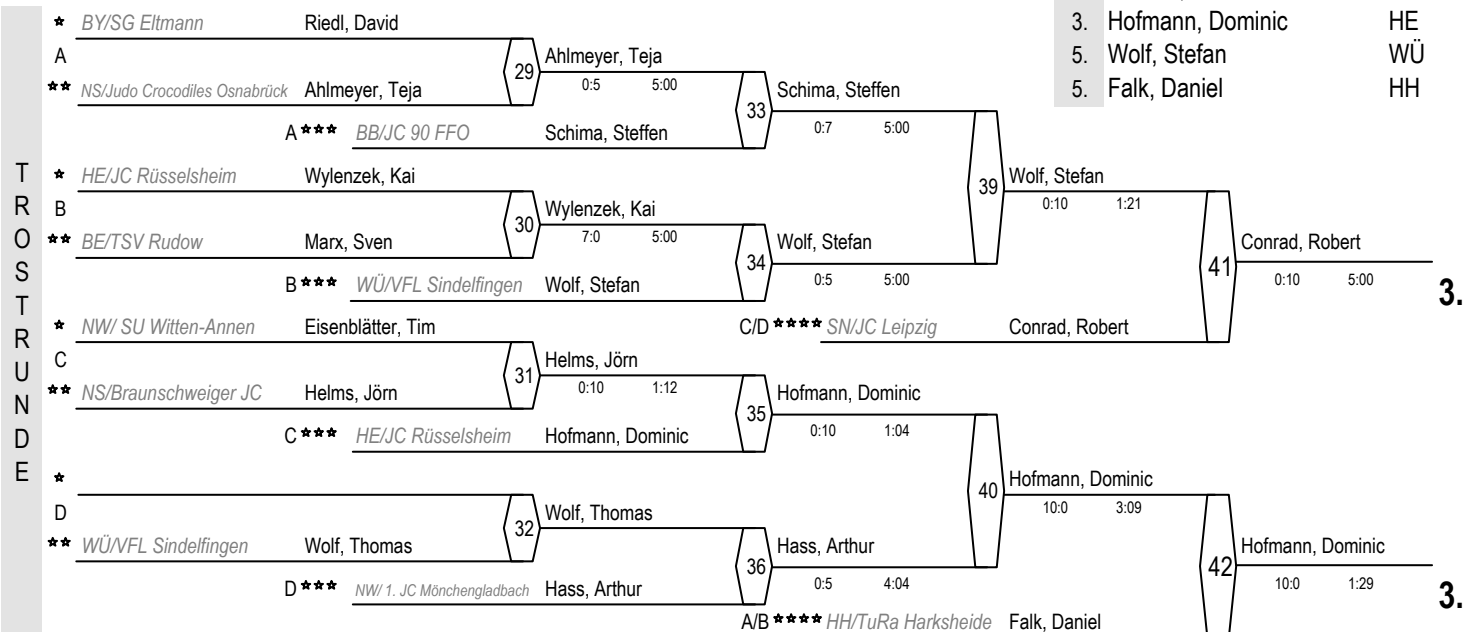 3. Hofmann, Dominic HE
5. Wolf, Stefan WÜ
5. Falk, Daniel HH
TROSTRUNDE
* BY/SG Eltmann Riedl, David
A
29
Ahlmeyer, Teja
0:5 5:00
** NS/Judo Crocodiles Osnabrück Ahlmeyer, Teja
33
Schima, Steffen
0:7 5:00
A *** BB/JC 90 FFO Schima, Steffen
* HE/JC Rüsselsheim Wylenzek, Kai
39
Wolf, Stefan
0:10 1:21
B
30
Wylenzek, Kai
7:0 5:00
** BE/TSV Rudow Marx, Sven
34
Wolf, Stefan
0:5 5:00
B *** WÜ/VFL Sindelfingen Wolf, Stefan
41
Conrad, Robert
0:10 5:00
3.
C/D **** SN/JC Leipzig Conrad, Robert
* NW/ SU Witten-Annen Eisenblätter, Tim
C
31
Helms, Jörn
0:10 1:12
** NS/Braunschweiger JC Helms, Jörn
35
Hofmann, Dominic
0:10 1:04
C *** HE/JC Rüsselsheim Hofmann, Dominic
*
40
Hofmann, Dominic
10:0 3:09
D
32
Wolf, Thomas
** WÜ/VFL Sindelfingen Wolf, Thomas
36
Hass, Arthur
0:5 4:04
D *** NW/ 1. JC Mönchengladbach Hass, Arthur
42
Hofmann, Dominic
10:0 1:29
3.
A/B **** HH/TuRa Harksheide Falk, Daniel